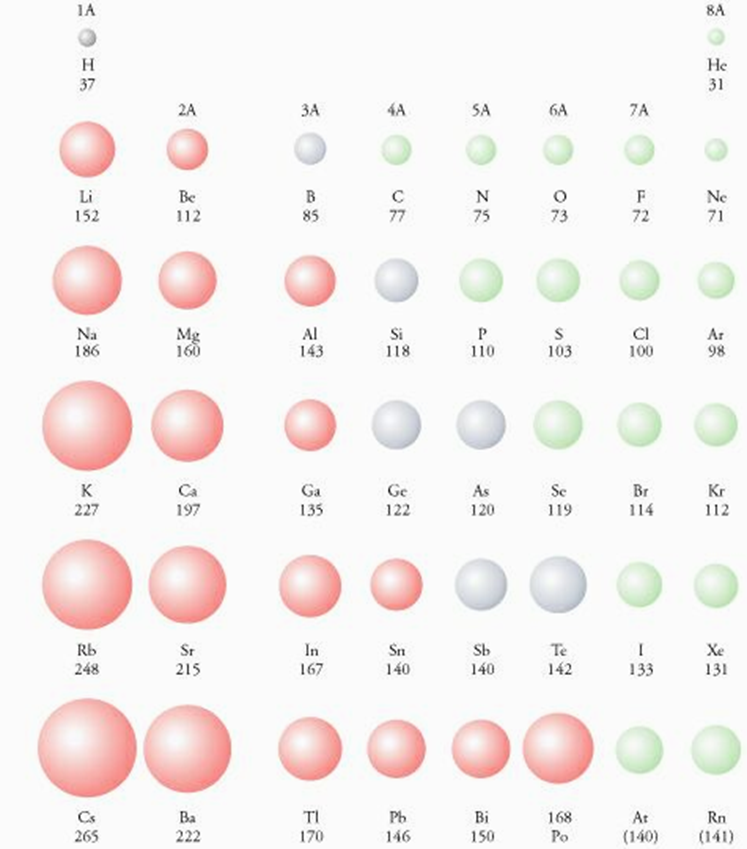 1A 8A
H He
37 31
2A 3A 4A 5A 6A 7A
Li Be B C N O F Ne
152 112 85 77 75 73 72 71
Na Mg Al Si P S Cl Ar
186 160 143 118 110 103 100 98
K Ca Ga Ge As Se Br Kr
227 197 135 122 120 119 114 112
Rb Sr In Sn Sb Te I Xe
248 215 167 140 140 142 133 131
Cs Ba Tl Pb Bi 168 At Rn
265 222 170 146 150 Po (140) (141)